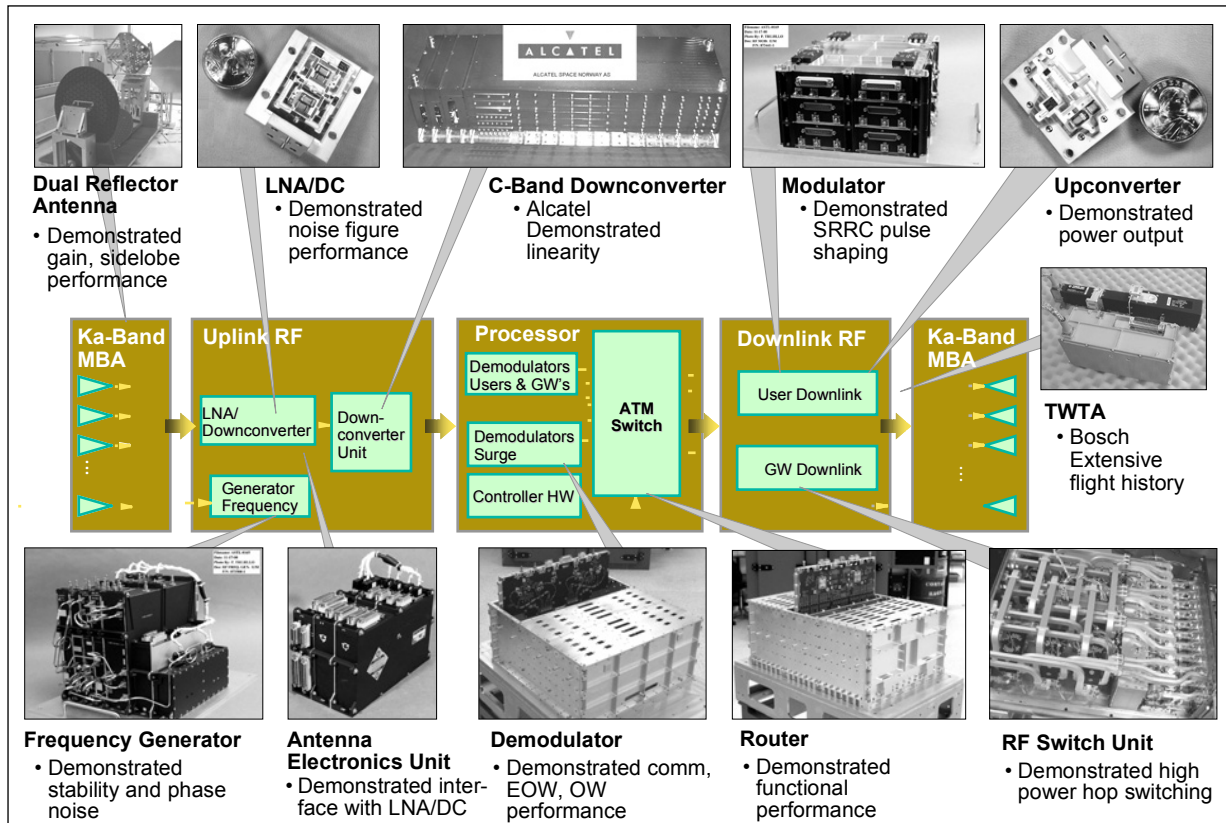 ALCATEL
ALCATEL SPACE NORWAY AS
Dual Reflector
Antenna
• Demonstrated
gain, sidelobe
performance
LNA/DC
• Demonstrated
noise figure
performance
C-Band Downconverter
• Alcatel
Demonstrated
linearity
Modulator
• Demonstrated
SRRC pulse
shaping
Upconverter
• Demonstrated
power output
Ka-Band
MBA
Uplink RF
LNA/
Downconverter
Down-
converter
Unit
Generator
Frequency
Processor
Demodulators
Users & GW's
Demodulators
Surge
Controller HW
ATM
Switch
Downlink RF
User Downlink
GW Downlink
Ka-Band
MBA
TWTA
• Bosch
Extensive
flight history
Frequency Generator
• Demonstrated
stability and phase
noise
Antenna
Electronics Unit
• Demonstrated inter-
face with LNA/DC
Demodulator
• Demonstrated comm,
EOW, OW
performance
Router
• Demonstrated
functional
performance
RF Switch Unit
• Demonstrated high
power hop switching